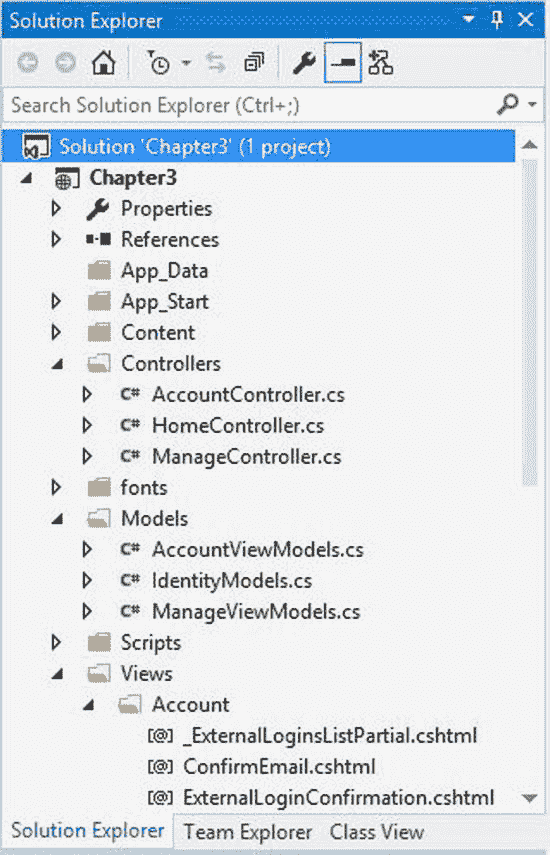 Solution Explorer
Search Solution Explorer (Ctrl+;)
Solution 'Chapter3' (1 project)
Chapter3
Properties
References
App_Data
App_Start
Content
Controllers
C# AccountController.cs
C# HomeController.cs
C# ManageController.cs
fonts
Models
C# AccountViewModels.cs
C# IdentityModels.cs
C# ManageViewModels.cs
Scripts
Views
Account
[@] _ExternalLoginsListPartial.cshtml
[@] ConfirmEmail.cshtml
[@] ExternalLoginConfirmation.cshtml
Solution Explorer Team Explorer Class View